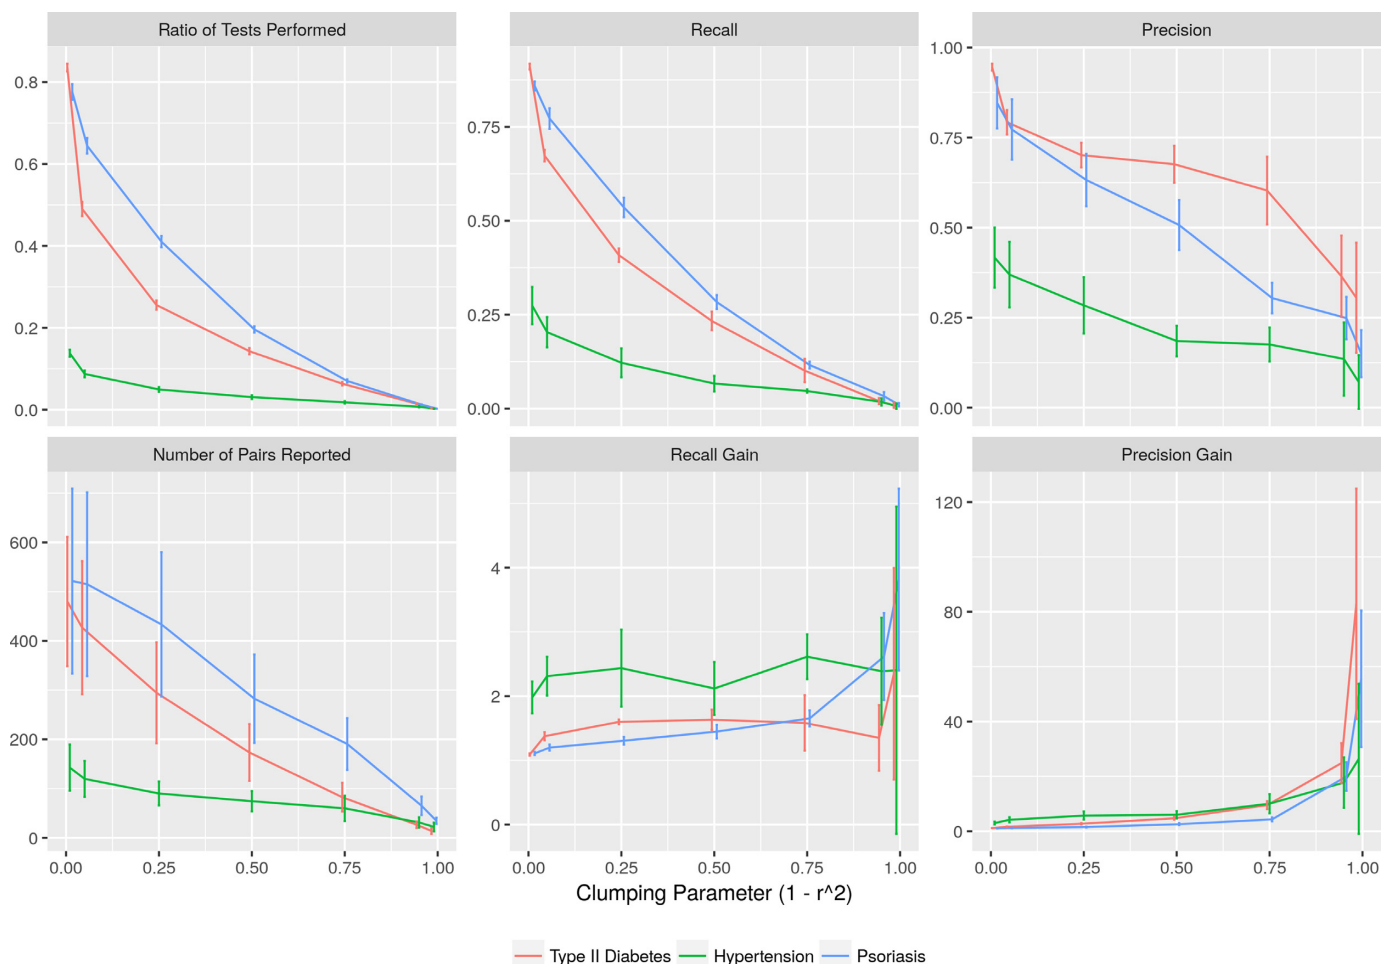 Ratio of Tests Performed
Recall
Precision
0.8
0.6
0.4
0.2
0.0
0.75
0.50
0.25
0.00
1.00
0.75
0.50
0.25
0.00
Number of Pairs Reported
Recall Gain
Precision Gain
600
400
200
0
4
2
0
120
80
40
0
0.00 0.25 0.50 0.75 1.00
0.00 0.25 0.50 0.75 1.00
0.00 0.25 0.50 0.75 1.00
Clumping Parameter (1 - r^2)
Type II Diabetes Hypertension Psoriasis